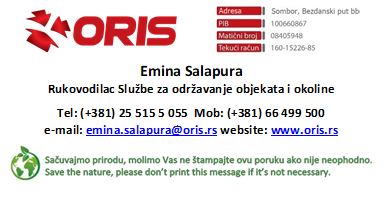 ORIS
Adresa Sombor, Bezdanski put bb
PIB 100660867
Matični broj 08405948
Tekući račun 160-15226-85
Emina Salapura
Rukovodilac Službe za održavanje objekata i okoline
Tel: (+381) 25 515 5 055 Mob: (+381) 66 499 500
e-mail: emina.salapura@oris.rs website: www.oris.rs
Sačuvajmo prirodu, molimo Vas ne štampajte ovu poruku ako nije neophodno.
Save the nature, please don't print this message if it's not necessary.